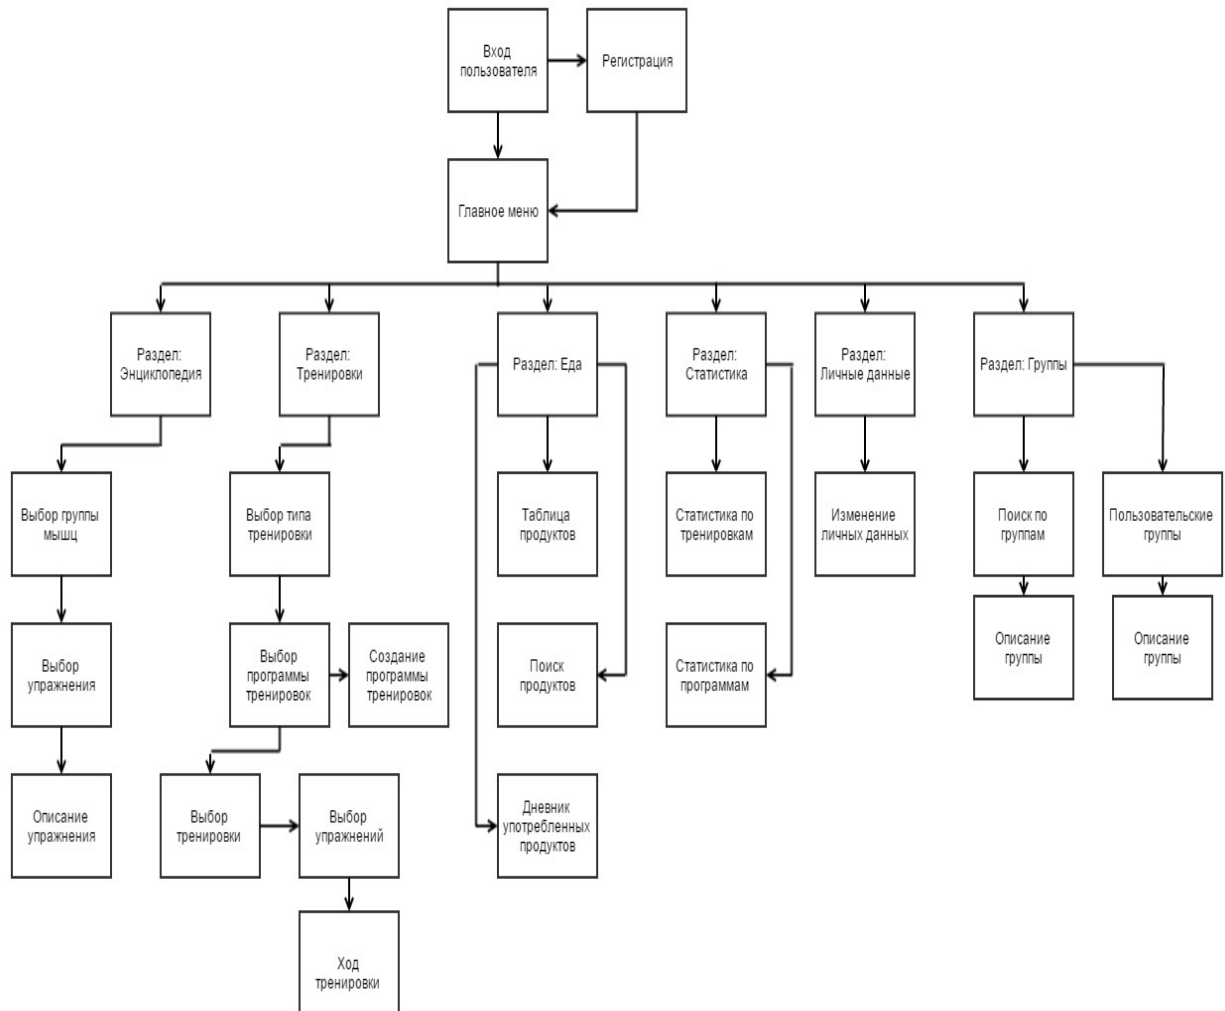 Вход
пользователя
Регистрация
Главное меню
Раздел:
Энциклопедия
Раздел:
Тренировки
Раздел: Еда
Раздел:
Статистика
Раздел:
Личные данные
Раздел: Группы
Выбор группы
мышц
Выбор типа
тренировки
Таблица
продуктов
Статистика по
тренировкам
Изменение
личных данных
Поиск по
группам
Пользовательские
группы
Выбор
упражнения
Выбор
программы
тренировок
Создание
программы
тренировок
Поиск
продуктов
Статистика по
программам
Описание
группы
Описание
группы
Описание
упражнения
Выбор
тренировки
Выбор
упражнений
Дневник
употребленных
продуктов
Ход
тренировки